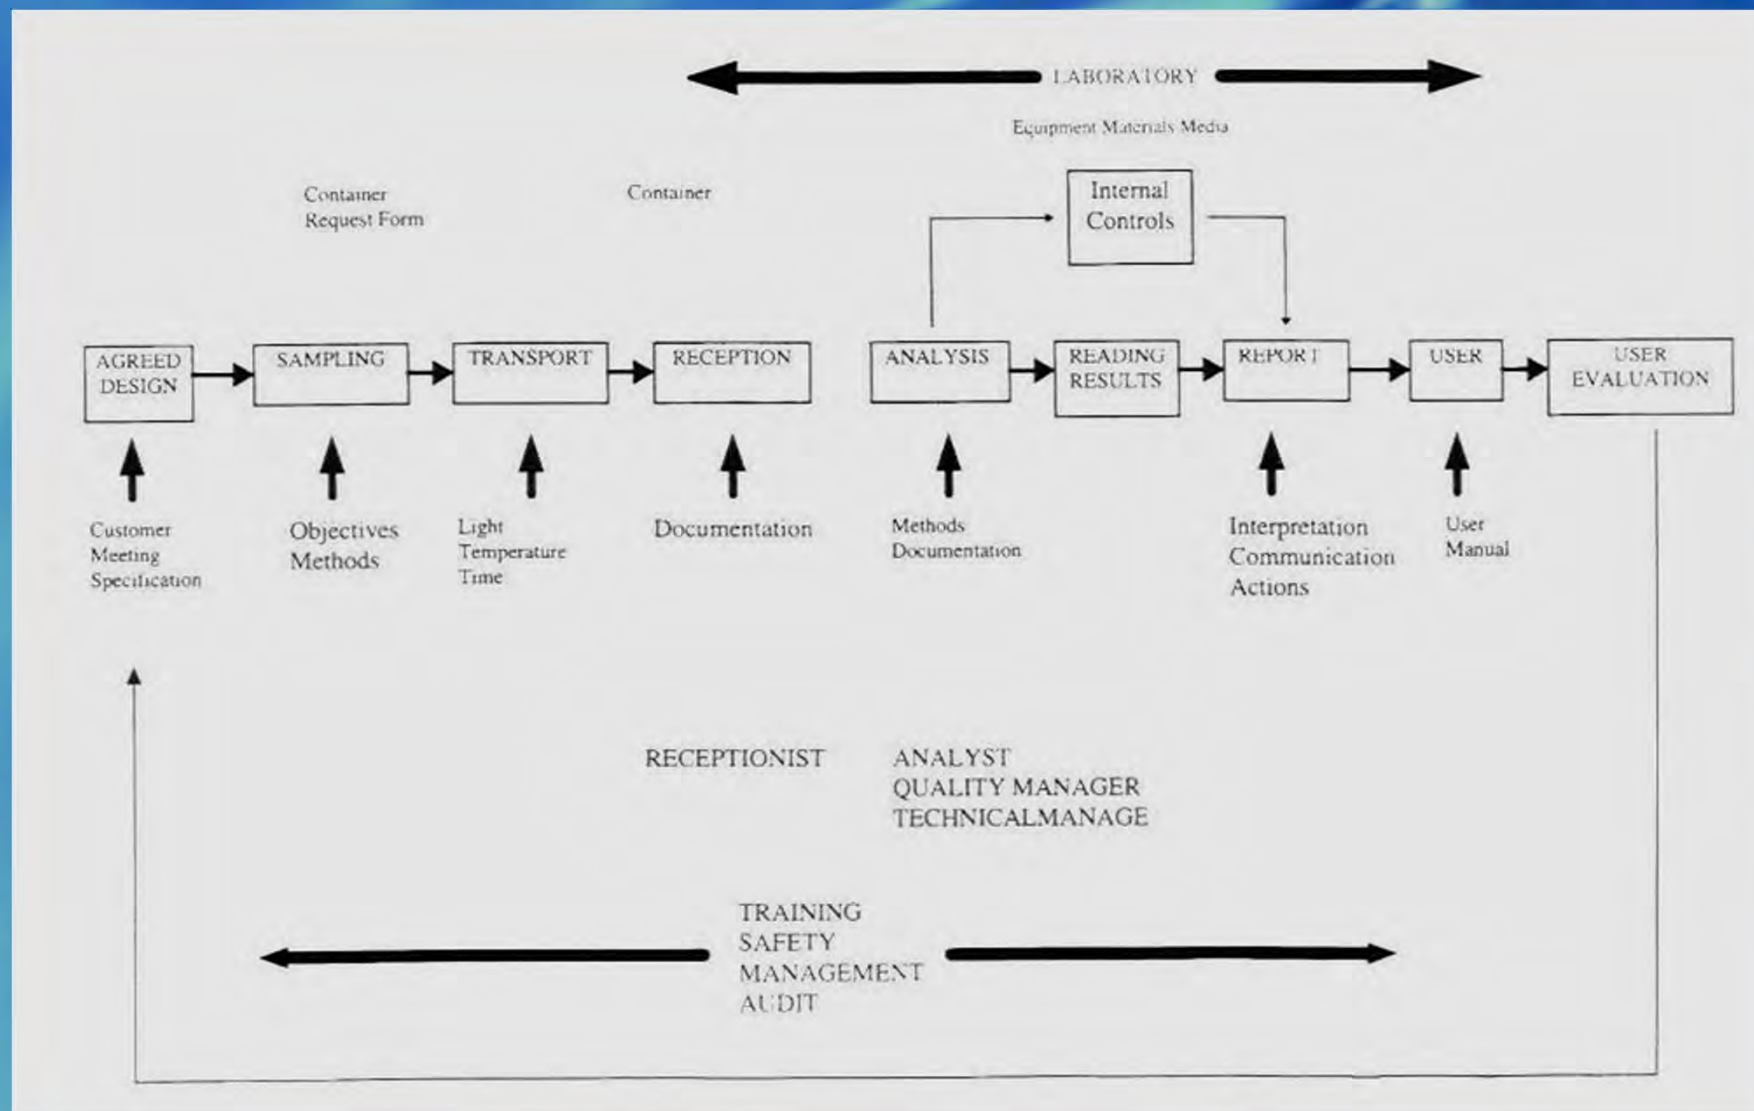 LABORATORY
Equipment Materials Media
Container
Request Form
Container
Internal
Controls
AGREED
DESIGN
SAMPLING
TRANSPORT
RECEPTION
ANALYSIS
READING
RESULTS
REPORT
USER
USER
EVALUATION
Customer
Meeting
Specification
Objectives
Methods
Light
Temperature
Time
Documentation
Methods
Documentation
Interpretation
Communication
Actions
User
Manual
RECEPTIONIST
ANALYST
QUALITY MANAGER
TECHNICALMANAGE
TRAINING
SAFETY
MANAGEMENT
AUDIT